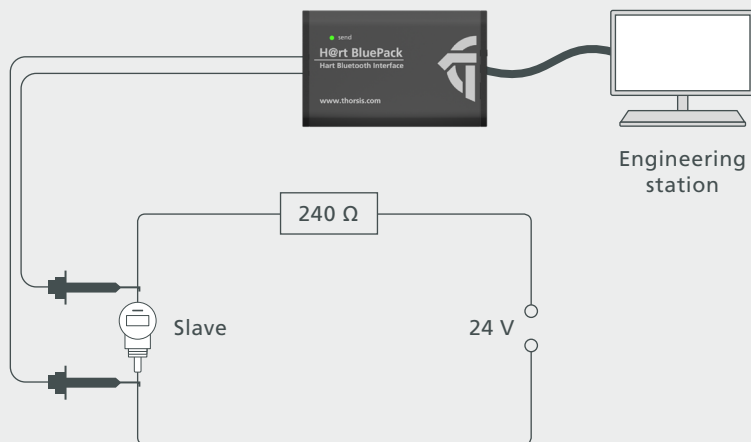 send
H@rt BluePack
Hart Bluetooth Interface
www.thorsis.com
Engineering
station
240 Ω
Slave
24 V